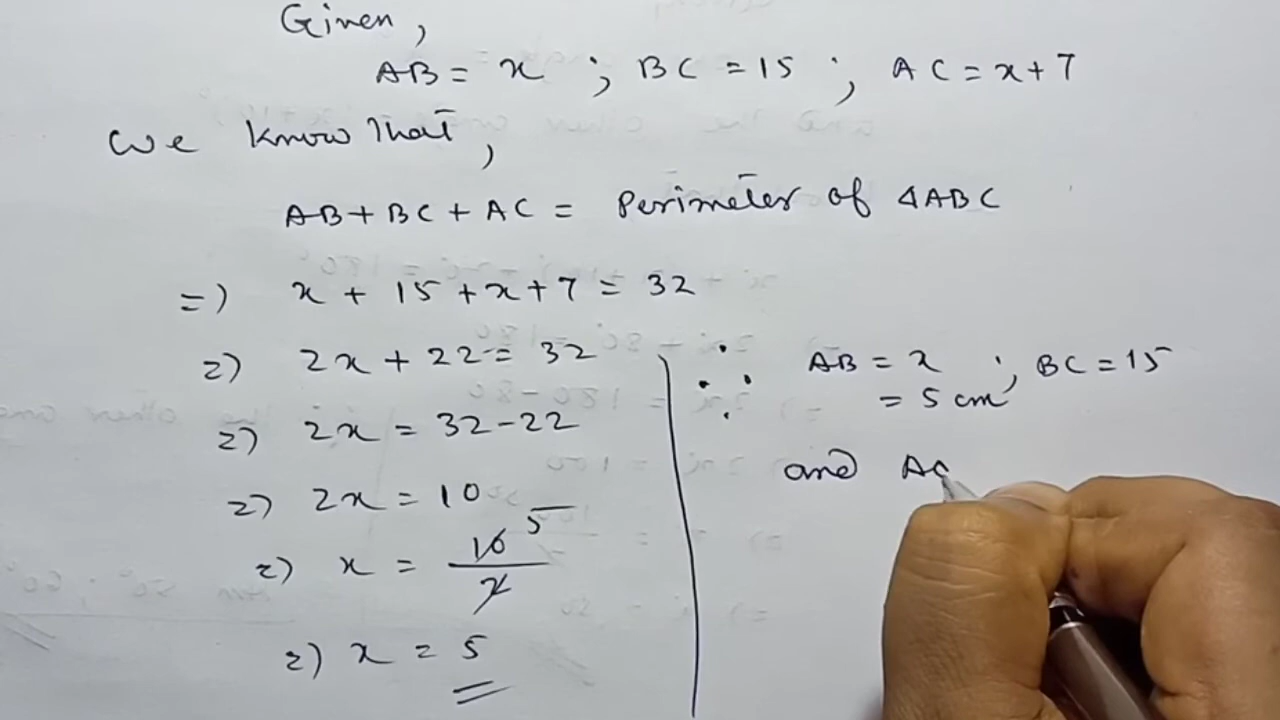 Given,
AB = x ; BC = 15 ; AC = x + 7
We know that,
AB + BC + AC = Perimeter of ΔABC
=) x + 15 + x + 7 = 32
=) 2x + 22 = 32
=) 2x = 32 - 22
=) 2x = 10
=) x = 10/2 5
=) x = 5
∴ AB = x ; BC = 15
= 5 cm
and AC